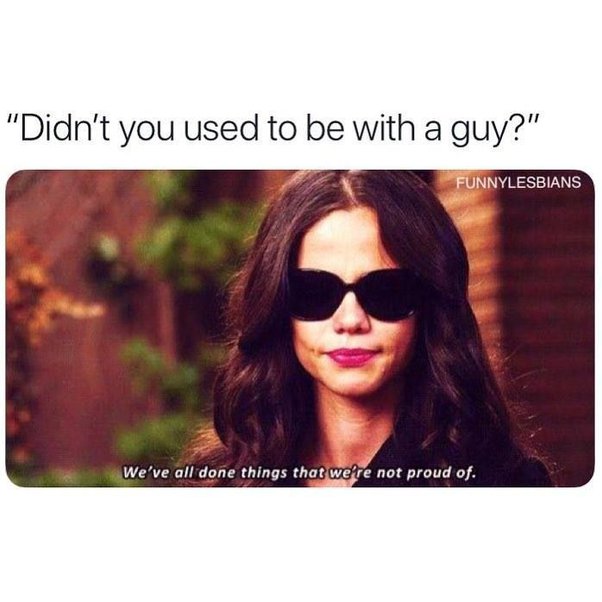 "Didn't you used to be with a guy?"
FUNNYLESBIANS
We've all done things that we're not proud of.